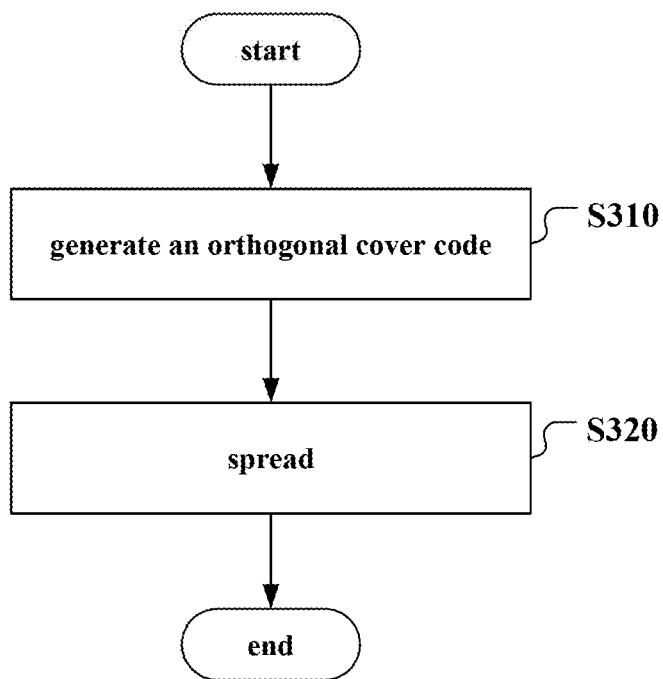 start
generate an orthogonal cover code
S310
spread
S320
end